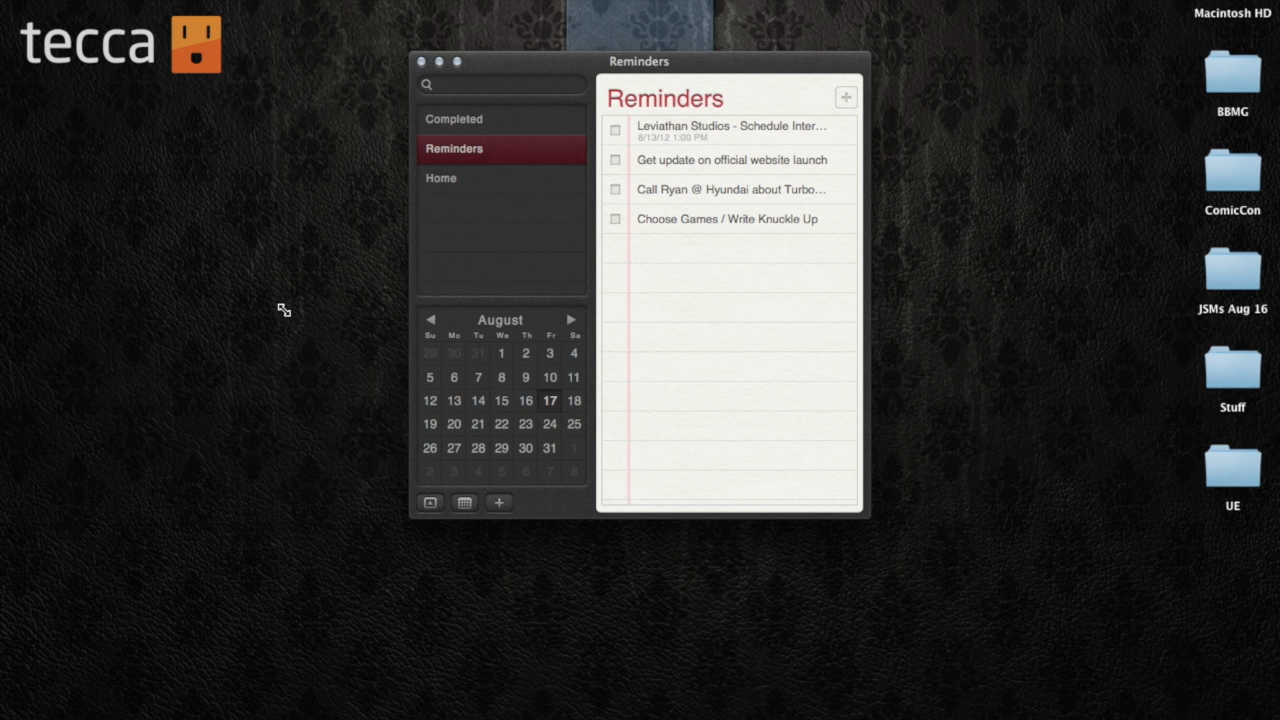 tecca
Macintosh HD
BBMG
ComicCon
JSMs Aug 16
Stuff
UE
Reminders
Completed
Reminders
Home
Reminders
Leviathan Studios - Schedule Inter...
8/13/12 1:00 PM
Get update on official website launch
Call Ryan @ Hyundai about Turbo...
Choose Games / Write Knuckle Up
August
Su Mo Tu We Th Fr Sa
29 30 31 1 2 3 4
5 6 7 8 9 10 11
12 13 14 15 16 17 18
19 20 21 22 23 24 25
26 27 28 29 30 31 1
2 3 4 5 6 7 8